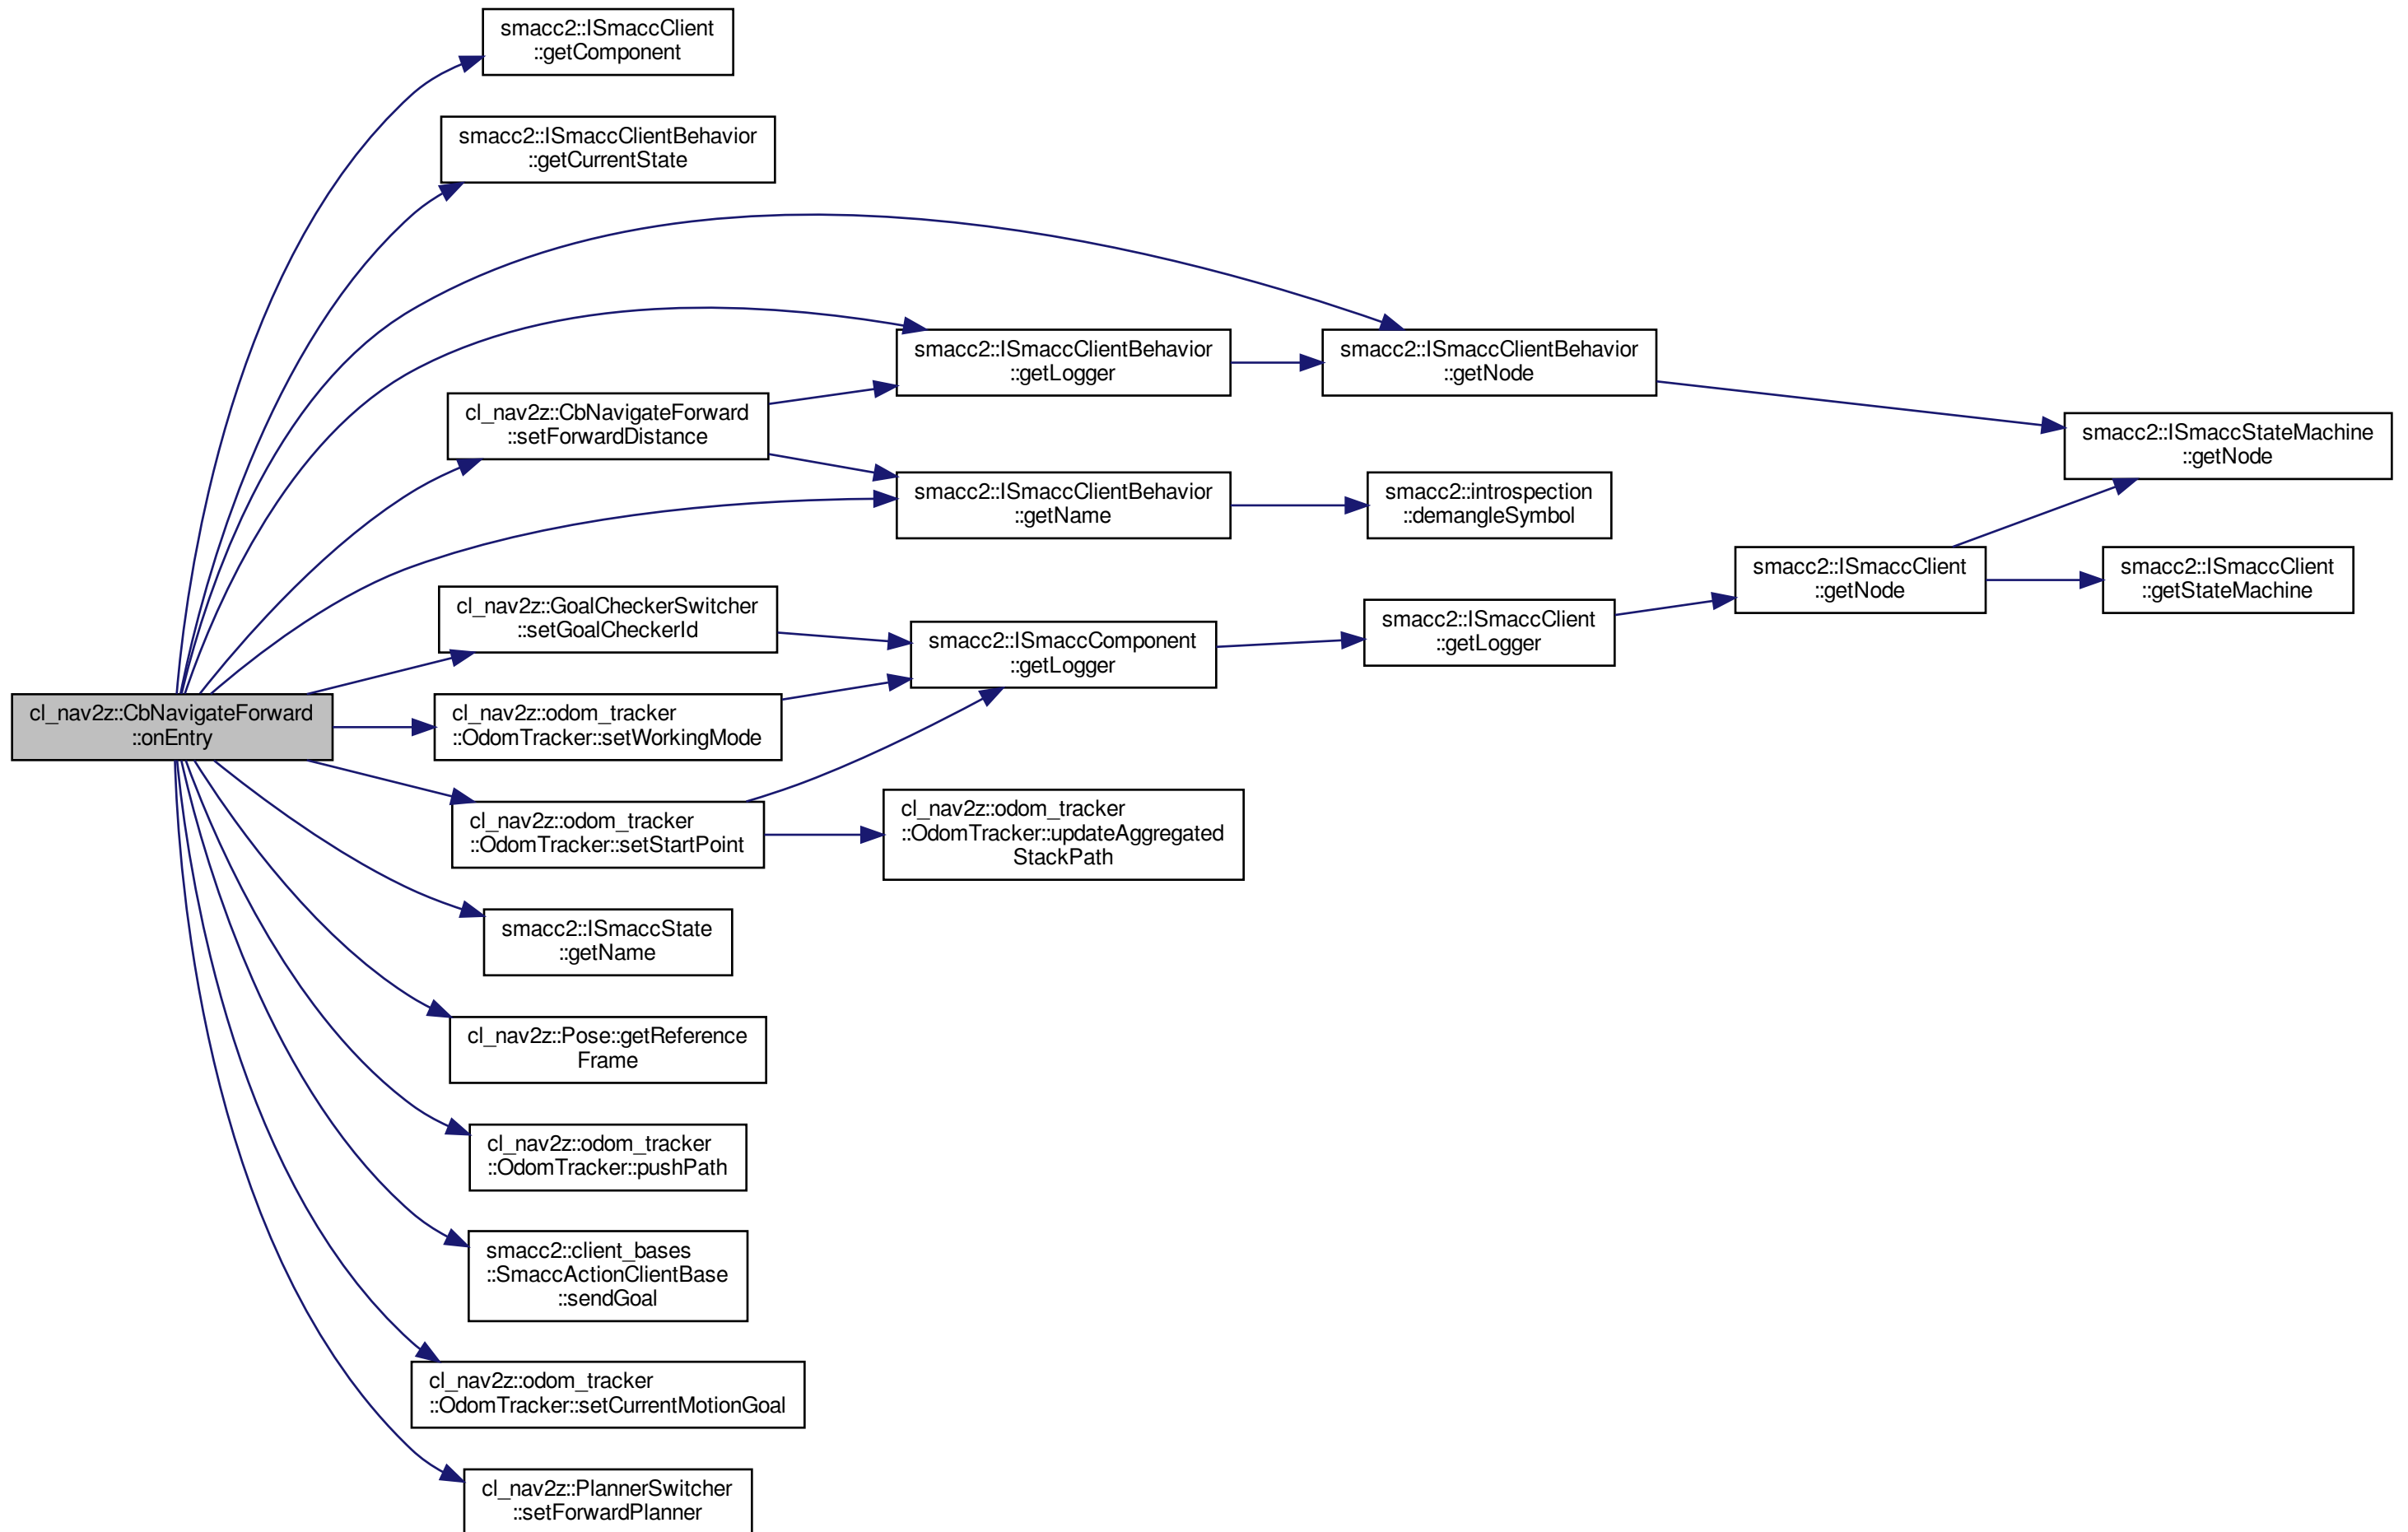 smacc2::ISmaccClient
::getComponent
smacc2::ISmaccClientBehavior
::getCurrentState
smacc2::ISmaccClientBehavior
::getLogger
smacc2::ISmaccClientBehavior
::getNode
cl_nav2z::CbNavigateForward
::setForwardDistance
smacc2::ISmaccStateMachine
::getNode
smacc2::ISmaccClientBehavior
::getName
smacc2::introspection
::demangleSymbol
cl_nav2z::GoalCheckerSwitcher
::setGoalCheckerId
smacc2::ISmaccComponent
::getLogger
smacc2::ISmaccClient
::getLogger
smacc2::ISmaccClient
::getNode
smacc2::ISmaccClient
::getStateMachine
cl_nav2z::CbNavigateForward
::onEntry
cl_nav2z::odom_tracker
::OdomTracker::setWorkingMode
cl_nav2z::odom_tracker
::OdomTracker::setStartPoint
cl_nav2z::odom_tracker
::OdomTracker::updateAggregated
StackPath
smacc2::ISmaccState
::getName
cl_nav2z::Pose::getReference
Frame
cl_nav2z::odom_tracker
::OdomTracker::pushPath
smacc2::client_bases
::SmaccActionClientBase
::sendGoal
cl_nav2z::odom_tracker
::OdomTracker::setCurrentMotionGoal
cl_nav2z::PlannerSwitcher
::setForwardPlanner